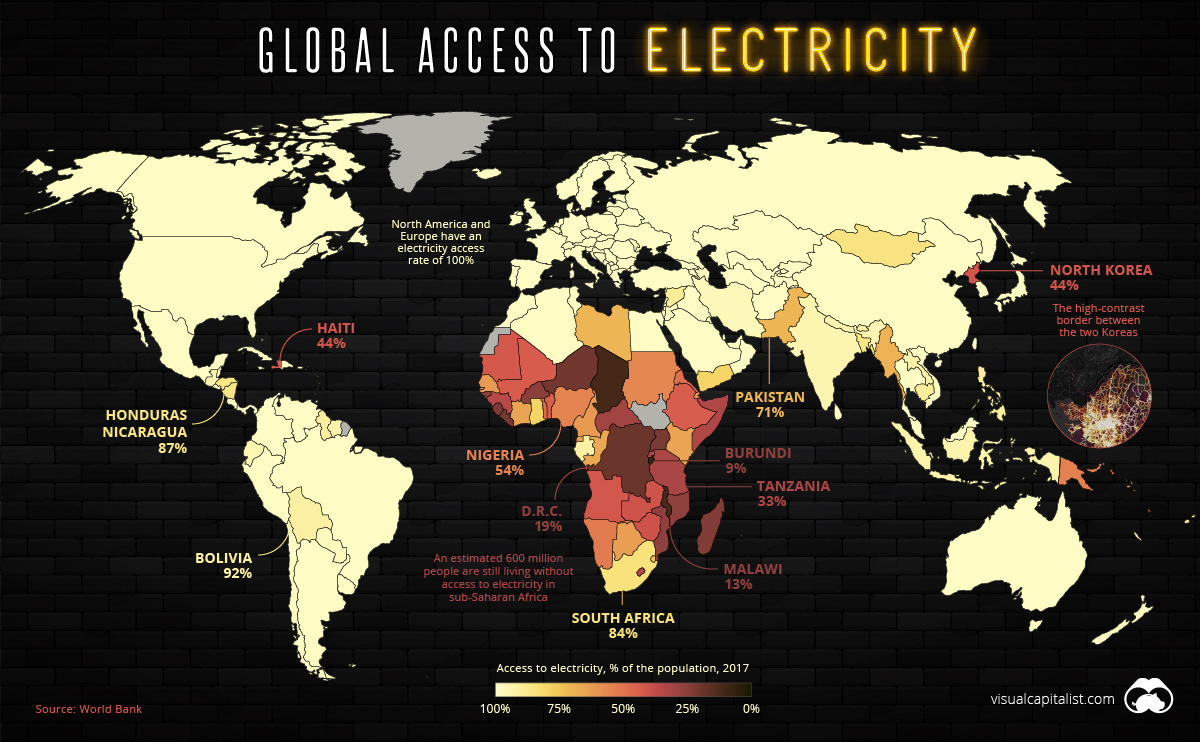 GLOBAL ACCESS TO ELECTRICITY
North America and
Europe have an
electricity access
rate of 100%
NORTH KOREA
44%
The high-contrast
border between
the two Koreas
HAITI
44%
HONDURAS
NICARAGUA
87%
PAKISTAN
71%
NIGERIA
54%
BURUNDI
9%
TANZANIA
33%
D.R.C.
19%
BOLIVIA
92%
An estimated 600 million
people are still living without
access to electricity in
sub-Saharan Africa
MALAWI
13%
SOUTH AFRICA
84%
Access to electricity, % of the population, 2017
100% 75% 50% 25% 0%
Source: World Bank
visualcapitalist.com